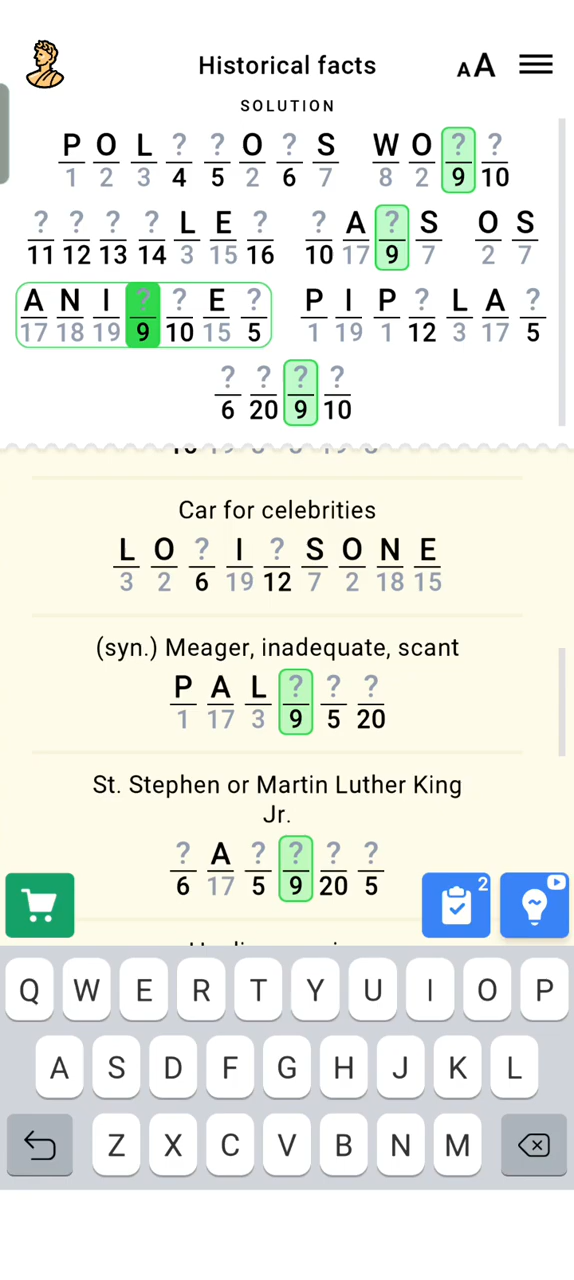 Historical facts AA
SOLUTION
P O L ? ? O ? S W O ? ?
1 2 3 4 5 2 6 7 8 2 9 10
? ? ? ? L E ? ? A ? S O S
11 12 13 14 3 15 16 10 17 9 7 2 7
A N I ? ? E ? P I P ? L A ?
17 18 19 9 10 15 5 1 19 1 12 3 17 5
? ? ? ?
6 20 9 10
Car for celebrities
L O ? I ? S O N E
3 2 6 19 12 7 2 18 15
(syn.) Meager, inadequate, scant
P A L ? ? ?
1 17 3 9 5 20
St. Stephen or Martin Luther King
Jr.
? A ? ? ? ?
6 17 5 9 20 5
2
Q W E R T Y U I O P
A S D F G H J K L
Z X C V B N M